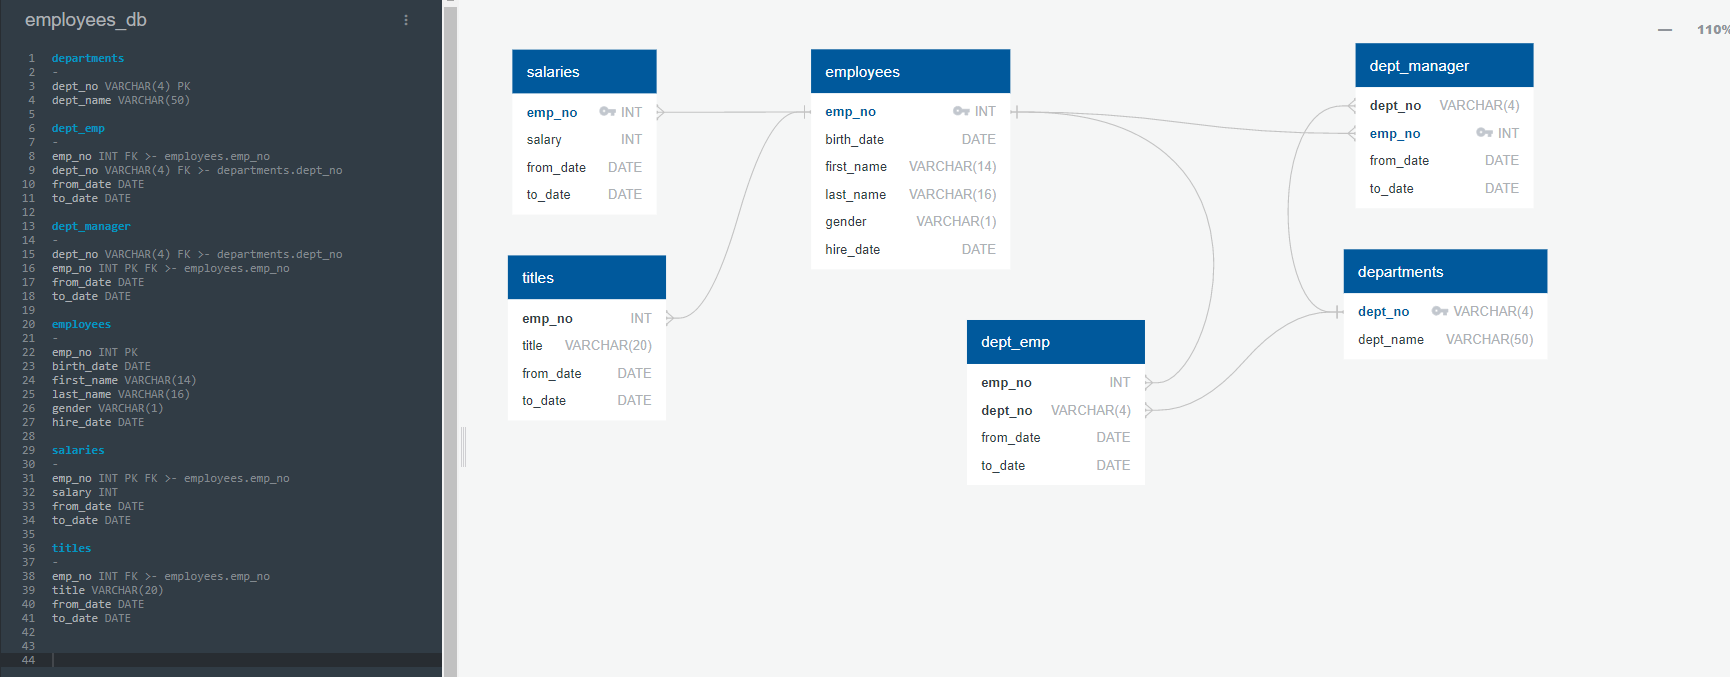 employees_db
1 departments
2 -
3 dept_no VARCHAR(4) PK
4 dept_name VARCHAR(50)
5
6 dept_emp
7 -
8 emp_no INT FK >- employees.emp_no
9 dept_no VARCHAR(4) FK >- departments.dept_no
10 from_date DATE
11 to_date DATE
12
13 dept_manager
14 -
15 dept_no VARCHAR(4) FK >- departments.dept_no
16 emp_no INT PK FK >- employees.emp_no
17 from_date DATE
18 to_date DATE
19
20 employees
21 -
22 emp_no INT PK
23 birth_date DATE
24 first_name VARCHAR(14)
25 last_name VARCHAR(16)
26 gender VARCHAR(1)
27 hire_date DATE
28
29 salaries
30 -
31 emp_no INT PK FK >- employees.emp_no
32 salary INT
33 from_date DATE
34 to_date DATE
35
36 titles
37 -
38 emp_no INT FK >- employees.emp_no
39 title VARCHAR(20)
40 from_date DATE
41 to_date DATE
42
43
44
110%
salaries
emp_no INT
salary INT
from_date DATE
to_date DATE
titles
emp_no INT
title VARCHAR(20)
from_date DATE
to_date DATE
employees
emp_no INT
birth_date DATE
first_name VARCHAR(14)
last_name VARCHAR(16)
gender VARCHAR(1)
hire_date DATE
dept_emp
emp_no INT
dept_no VARCHAR(4)
from_date DATE
to_date DATE
dept_manager
dept_no VARCHAR(4)
emp_no INT
from_date DATE
to_date DATE
departments
dept_no VARCHAR(4)
dept_name VARCHAR(50)